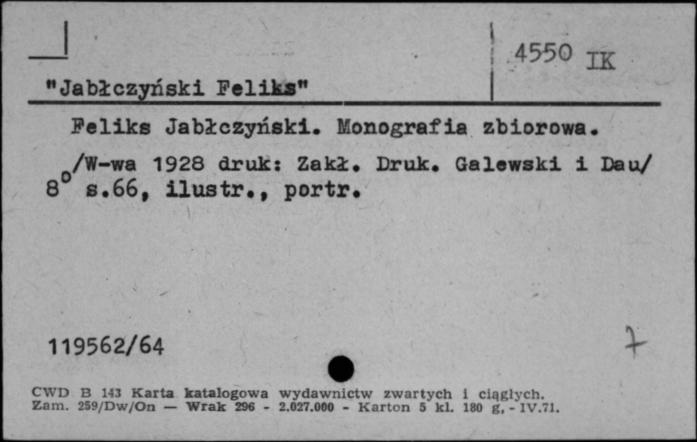 4550 IK
"Jabłczyński Feliks"
Feliks Jabłczyński. Monografia zbiorowa.
/W-wa 1928 druk: Zakł. Druk. Galewski i Dau/
8° s.66, ilustr., portr.
119562/64
7
CWD B 143 Karta katalogowa wydawnictw zwartych i ciągłych.
Zam. 259/Dw/On — Wrak 296 - 2.027.000 - Karton 5 kl. 180 g, - IV.71.